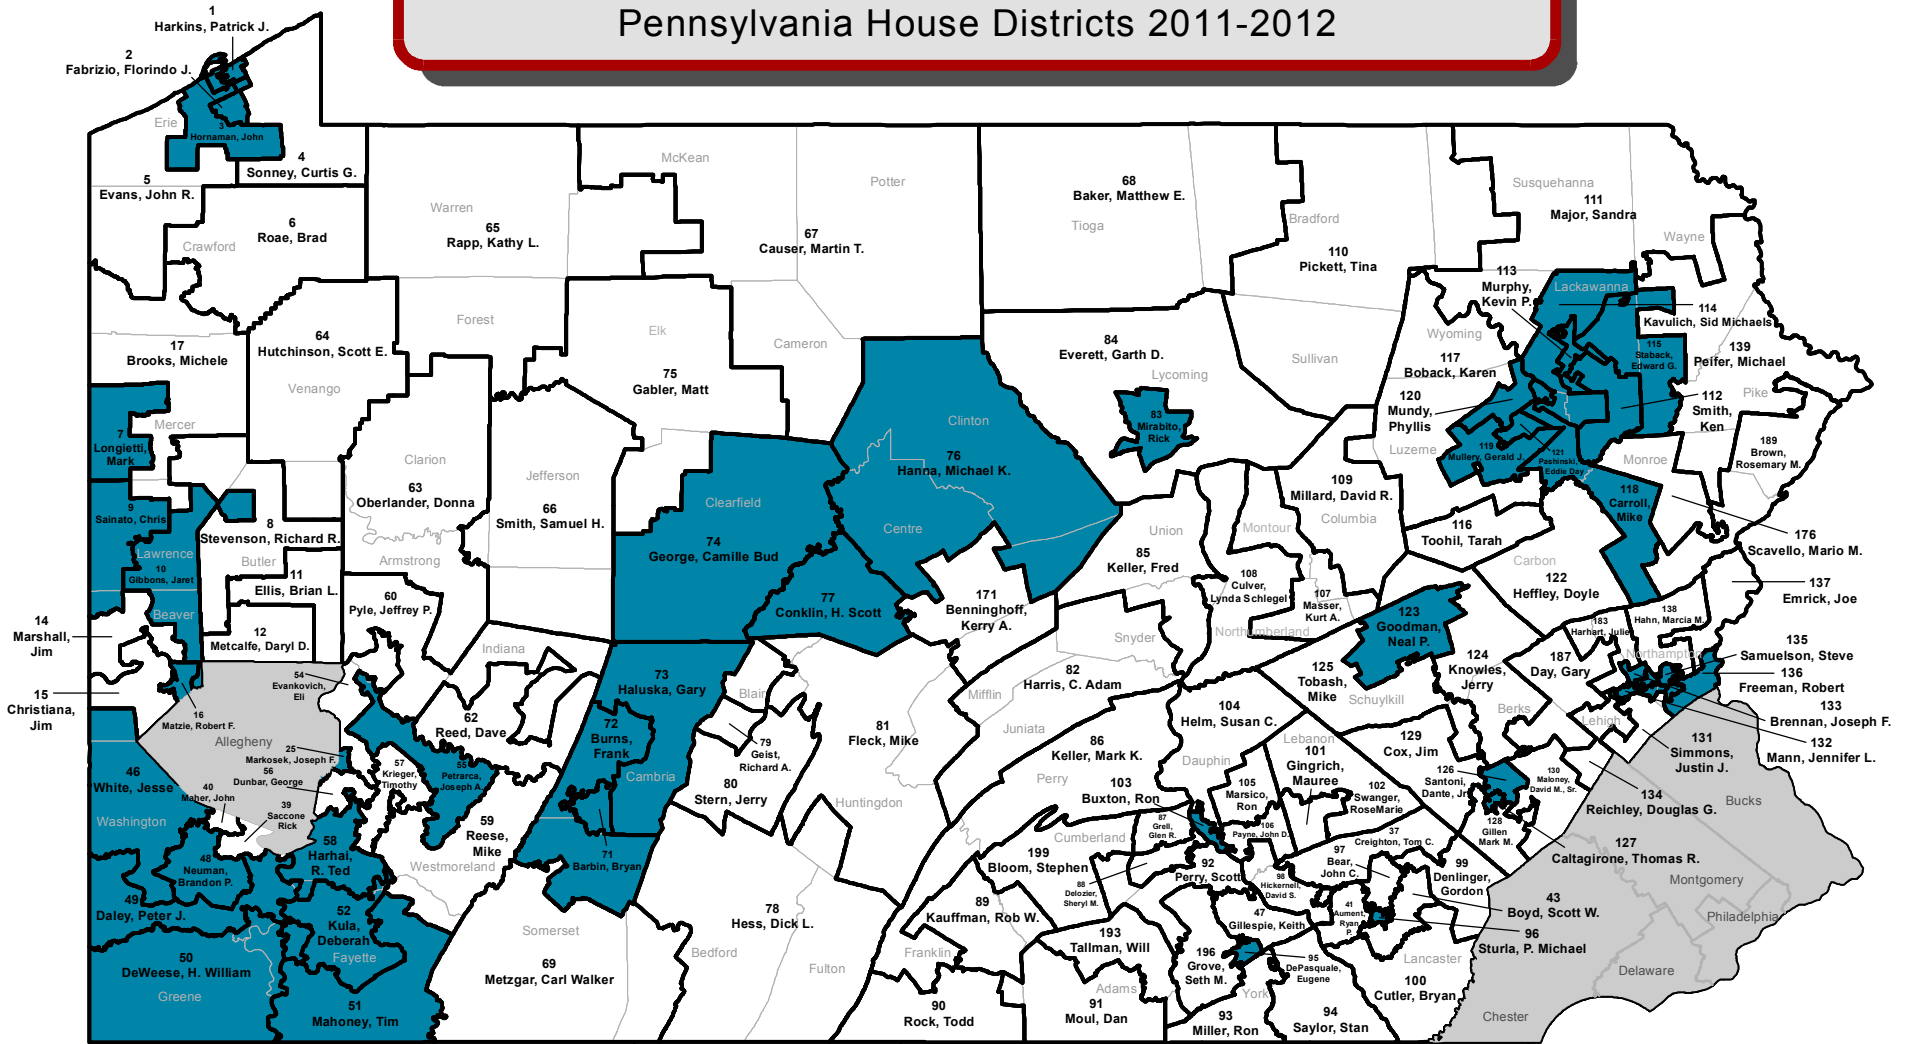 Pennsylvania House Districts 2011-2012
1
Harkins, Patrick J.
2
Fabrizio, Florindo J.
Erie
3
Hornaman, John
4
Sonney, Curtis G.
5
Evans, John R.
6
Roae, Brad
Crawford
Warren
65
Rapp, Kathy L.
McKean
Potter
67
Causer, Martin T.
68
Baker, Matthew E.
Tioga
Bradford
110
Pickett, Tina
Susquehanna
111
Major, Sandra
Wayne
113
Murphy,
Kevin P.
Lackawanna
114
Kavulich, Sid Michaels
115
Staback,
Edward G.
139
Peifer, Michael
Pike
17
Brooks, Michele
64
Hutchinson, Scott E.
Venango
Forest
Elk
Cameron
75
Gabler, Matt
84
Everett, Garth D.
Lycoming
Sullivan
Wyoming
117
Boback, Karen
120
Mundy,
Phyllis
112
Smith,
Ken
189
Brown,
Rosemary M.
7
Longietti,
Mark
Mercer
Clarion
63
Oberlander, Donna
Jefferson
66
Smith, Samuel H.
Clearfield
74
George, Camille Bud
Clinton
76
Hanna, Michael K.
Centre
83
Mirabito,
Rick
Luzerne
119
Mullery, Gerald J.
121
Pashinski,
Eddie Day
Monroe
118
Carroll,
Mike
176
Scavello, Mario M.
109
Millard, David R.
Columbia
116
Toohil, Tarah
9
Sainato, Chris
8
Stevenson, Richard R.
Lawrence
10
Gibbons, Jaret
Butler
11
Ellis, Brian L.
Armstrong
60
Pyle, Jeffrey P.
Beaver
12
Metcalfe, Daryl D.
14
Marshall,
Jim
15
Christiana,
Jim
16
Matzie, Robert F.
54
Evankovich,
Eli
Indiana
62
Reed, Dave
77
Conklin, H. Scott
171
Benninghoff,
Kerry A.
Union
85
Keller, Fred
Montour
108
Culver,
Lynda Schlegel
107
Masser,
Kurt A.
Northumberland
Snyder
Carbon
122
Heffley, Doyle
123
Goodman,
Neal P.
137
Emrick, Joe
138
Hahn, Marcia M.
183
Harhart, Julie
Northampton
135
Samuelson, Steve
136
Freeman, Robert
133
Brennan, Joseph F.
132
Mann, Jennifer L.
131
Simmons,
Justin J.
187
Day, Gary
Lehigh
124
Knowles,
Jerry
125
Tobash,
Mike
Schuylkill
Berks
73
Haluska, Gary
72
Burns,
Frank
Cambria
71
Barbin, Bryan
Blair
79
Geist,
Richard A.
80
Stern, Jerry
81
Fleck, Mike
Huntingdon
Mifflin
Juniata
82
Harris, C. Adam
86
Keller, Mark K.
Perry
104
Helm, Susan C.
Dauphin
Lebanon
101
Gingrich,
Mauree
129
Cox, Jim
126
Santoni,
Dante, Jr
130
Maloney,
David M., Sr.
134
Reichley, Douglas G.
Bucks
128
Gillen
Mark M.
127
Caltagirone, Thomas R.
Montgomery
Philadelphia
Delaware
Chester
Allegheny
25
Markosek, Joseph F.
56
Dunbar, George
40
Maher, John
39
Saccone
Rick
57
Krieger,
Timothy
55
Petrarca,
Joseph A.
59
Reese,
Mike
Westmoreland
58
Harhai,
R. Ted
46
White, Jesse
Washington
48
Neuman,
Brandon P.
49
Daley, Peter J.
50
DeWeese, H. William
Greene
52
Kula,
Deberah
Fayette
51
Mahoney, Tim
Somerset
69
Metzgar, Carl Walker
Bedford
78
Hess, Dick L.
Fulton
Franklin
90
Rock, Todd
89
Kauffman, Rob W.
199
Bloom, Stephen
Cumberland
103
Buxton, Ron
87
Grell,
Glen R.
88
Delozier,
Sheryl M.
92
Perry, Scott
105
Marsico,
Ron
106
Payne, John D.
102
Swanger,
RoseMarie
37
Creighton, Tom C.
98
Hickernell,
David S.
97
Bear,
John C.
99
Denlinger,
Gordon
43
Boyd, Scott W.
96
Sturla, P. Michael
41
Aument,
Ryan
P.
47
Gillespie, Keith
193
Tallman, Will
Adams
91
Moul, Dan
196
Grove,
Seth M.
95
DePasquale,
Eugene
York
93
Miller, Ron
94
Saylor, Stan
Lancaster
100
Cutler, Bryan